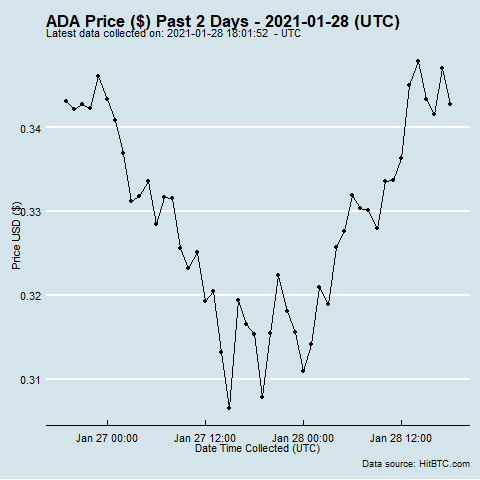 ADA Price ($) Past 2 Days - 2021-01-28 (UTC)
Latest data collected on: 2021-01-28 18:01:52 - UTC
0.34
0.33
0.32
0.31
Price USD ($)
Jan 27 00:00 Jan 27 12:00 Jan 28 00:00 Jan 28 12:00
Date Time Collected (UTC)
Data source: HitBTC.com